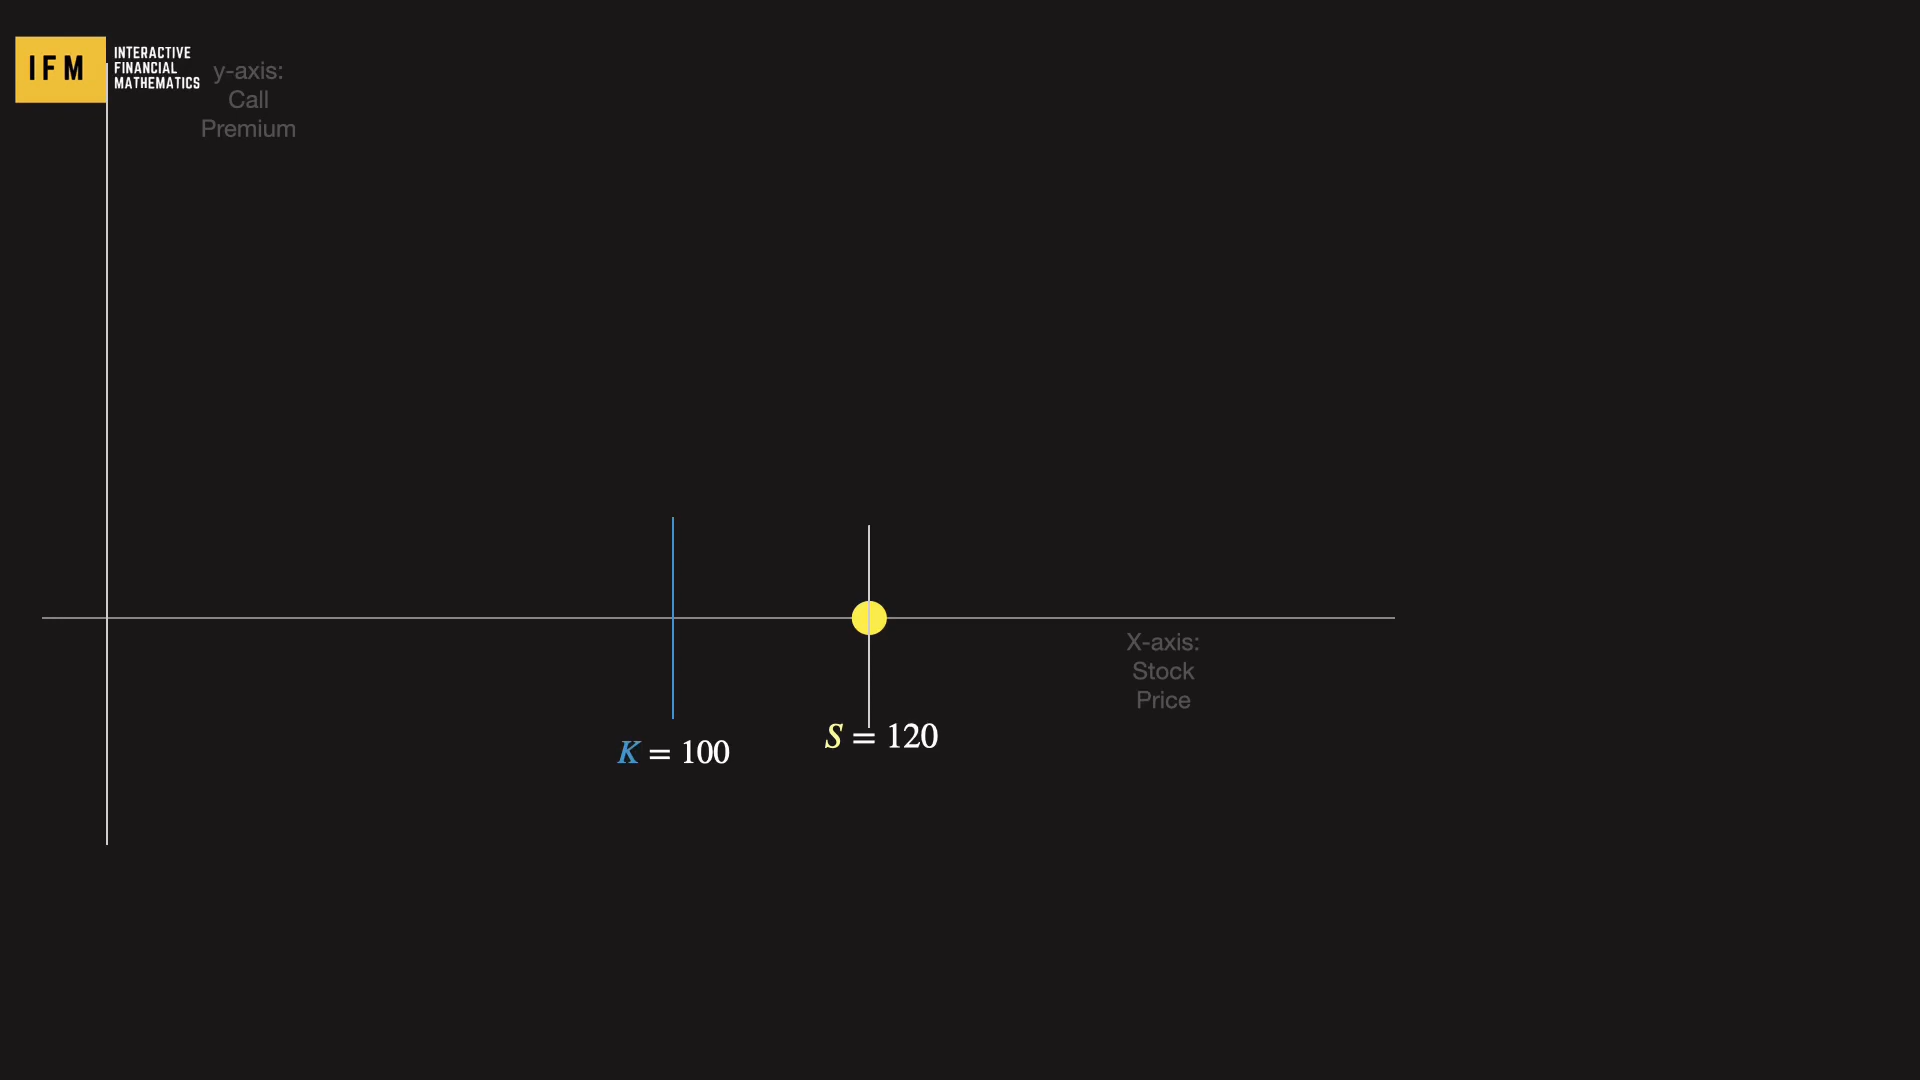 IFM
INTERACTIVE
FINANCIAL
MATHEMATICS
y-axis:
Call
Premium
X-axis:
Stock
Price
K = 100
S = 120